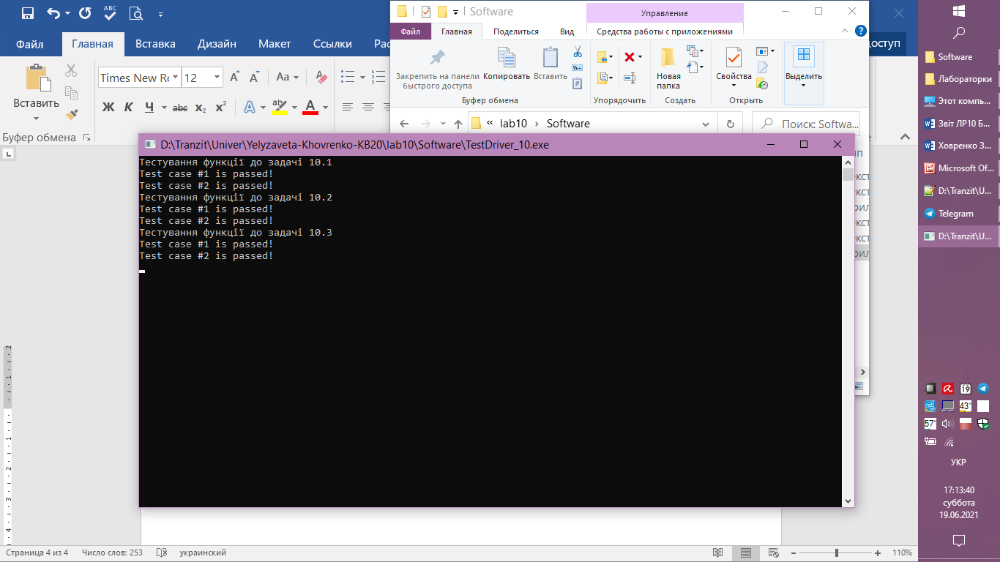 ABC
Software
Управление
Файл
Главная
Вставка
Дизайн
Макет
Ссылки
Рас
Файл
Главная
Поделиться
Вид
Средства работы с приложениями
оступ
Times New Ro
12
Вставить
Буфер обмена
Ж К Ч abc x₂ x²
Aa
Закрепить на панели
быстрого доступа
Копировать
Вставить
Буфер обмена
Упорядочить
Новая
папка
Создать
Свойства
Открыть
Выделить
« lab10 › Software
Поиск: Softwa...
D:\Tranzit\Univer\Yelyzaveta-Khovrenko-KB20\lab10\Software\TestDriver_10.exe
Тестування функції до задачі 10.1
Test case #1 is passed!
Test case #2 is passed!
Тестування функції до задачі 10.2
Test case #1 is passed!
Test case #2 is passed!
Тестування функції до задачі 10.3
Test case #1 is passed!
Test case #2 is passed!
Software
Лабораторки
Этот компь...
Звіт ЛР10 Б...
Ховренко З...
Microsoft Of...
D:\Tranzit\U...
Telegram
D:\Tranzit\U...
19
43°
57°
УКР
17:13:40
суббота
19.06.2021
Страница 4 из 4
Число слов: 253
украинский
110%